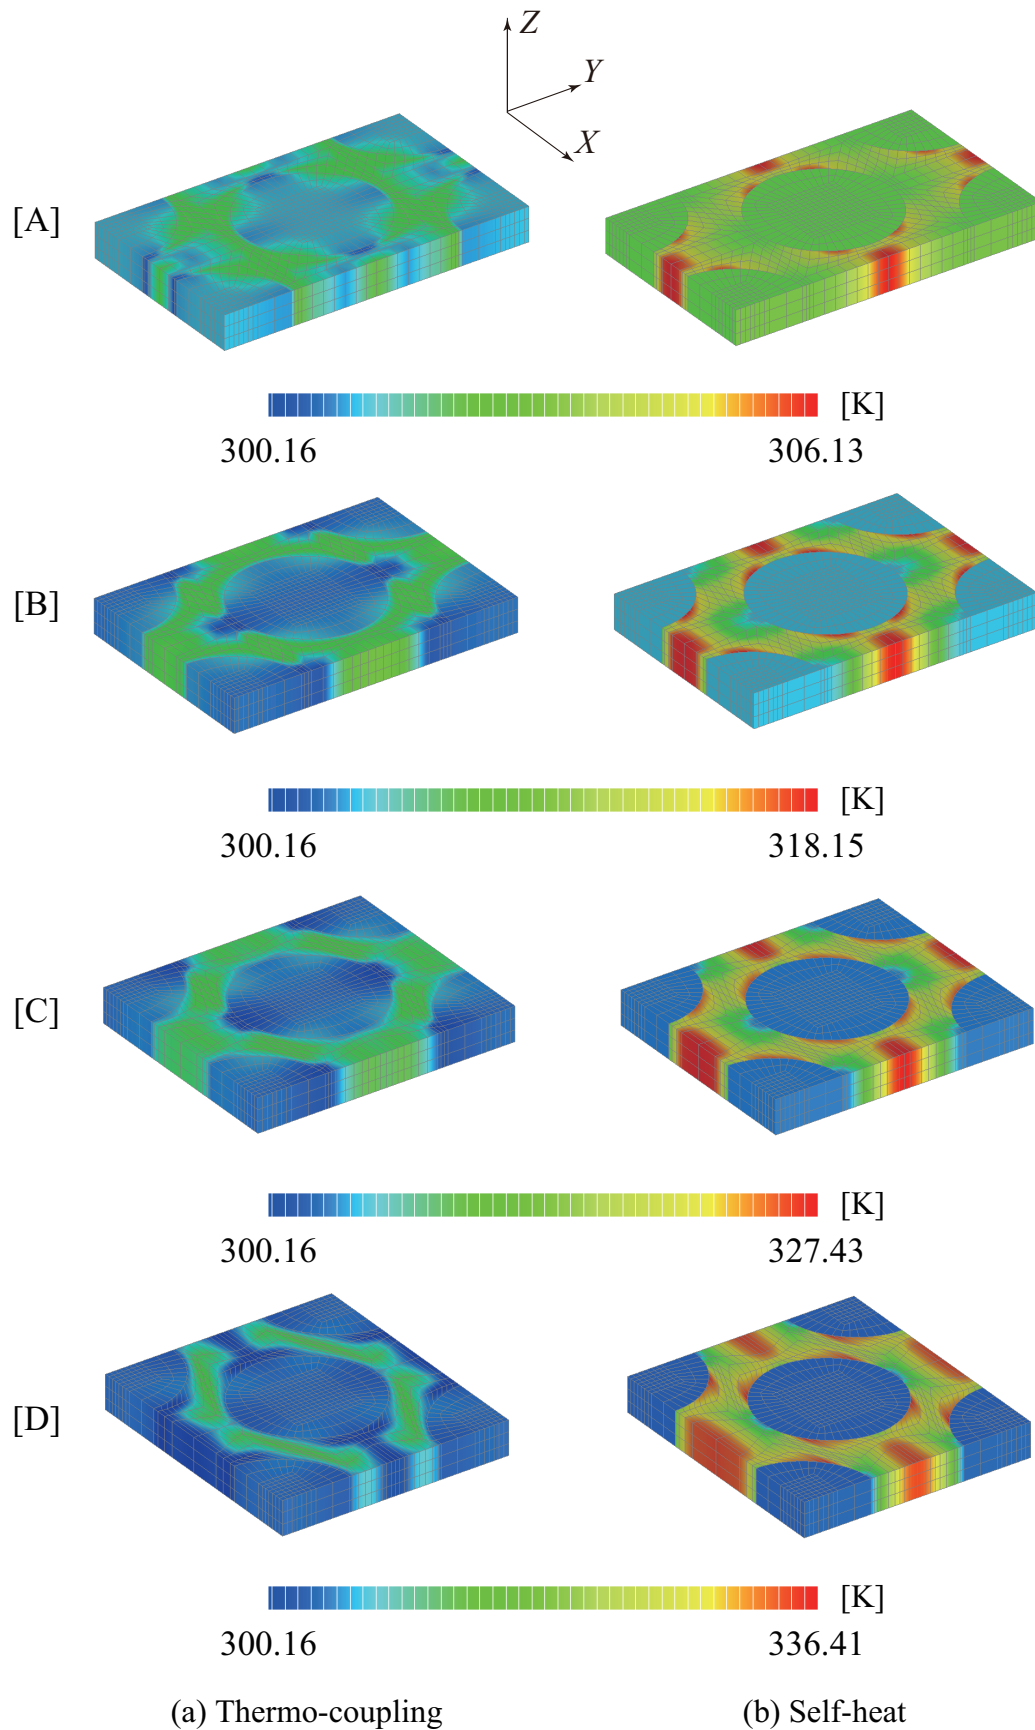 Z
Y
X
[A]
[K]
300.16 306.13
[B]
[K]
300.16 318.15
[C]
[K]
300.16 327.43
[D]
[K]
300.16 336.41
(a) Thermo-coupling (b) Self-heat